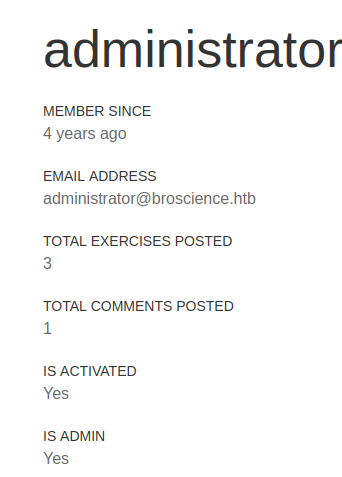 administrator
MEMBER SINCE
4 years ago
EMAIL ADDRESS
administrator@broscience.htb
TOTAL EXERCISES POSTED
3
TOTAL COMMENTS POSTED
1
IS ACTIVATED
Yes
IS ADMIN
Yes